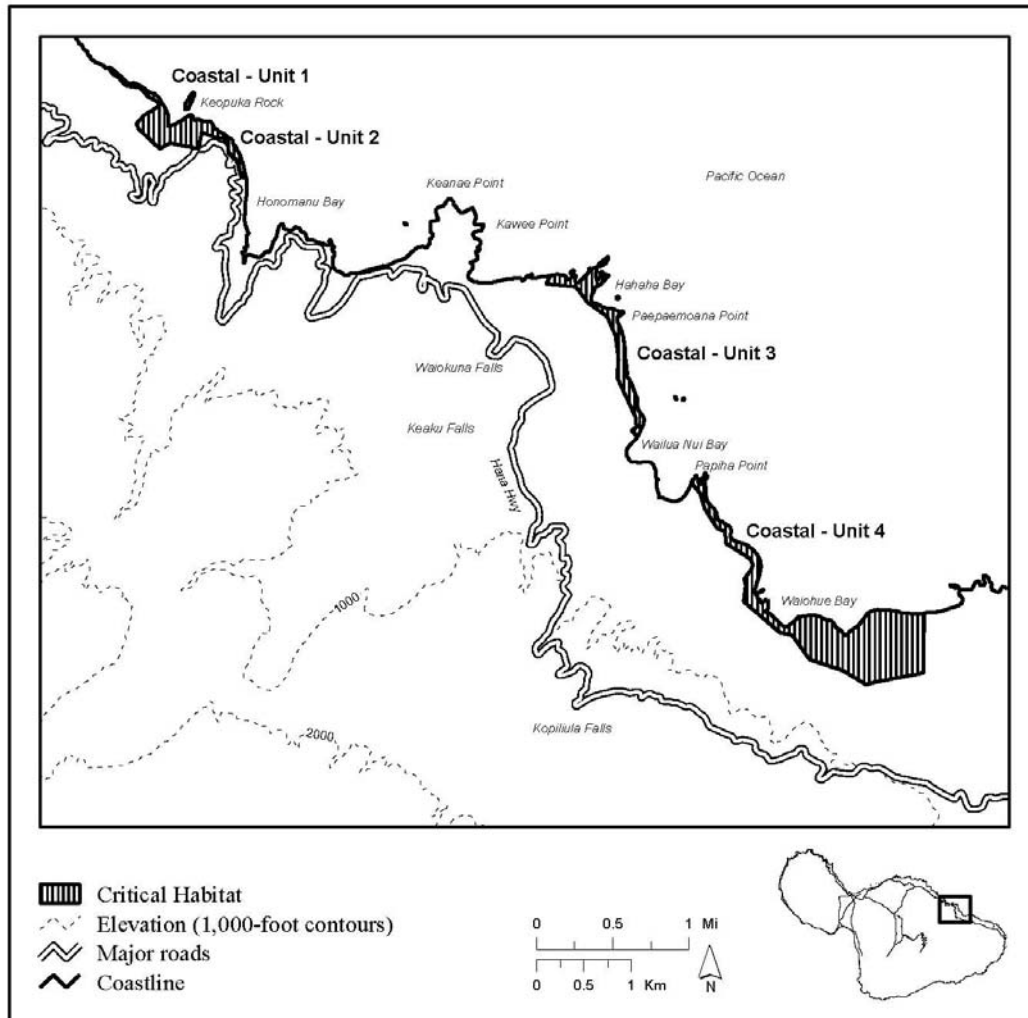 Coastal - Unit 1
Keopuka Rock
Coastal - Unit 2
Pacific Ocean
Keanae Point
Honomanu Bay
Kawee Point
Hahaha Bay
Paepaemoana Point
Coastal - Unit 3
Waiokuna Falls
Keaku Falls
Wailua Nui Bay
Papiha Point
Hana Hwy
Coastal - Unit 4
1000
Waiohue Bay
Kopiliula Falls
2000
Critical Habitat
Elevation (1,000-foot contours)
Major roads
Coastline
0 0.5 1 Mi
0 0.5 1 Km
N